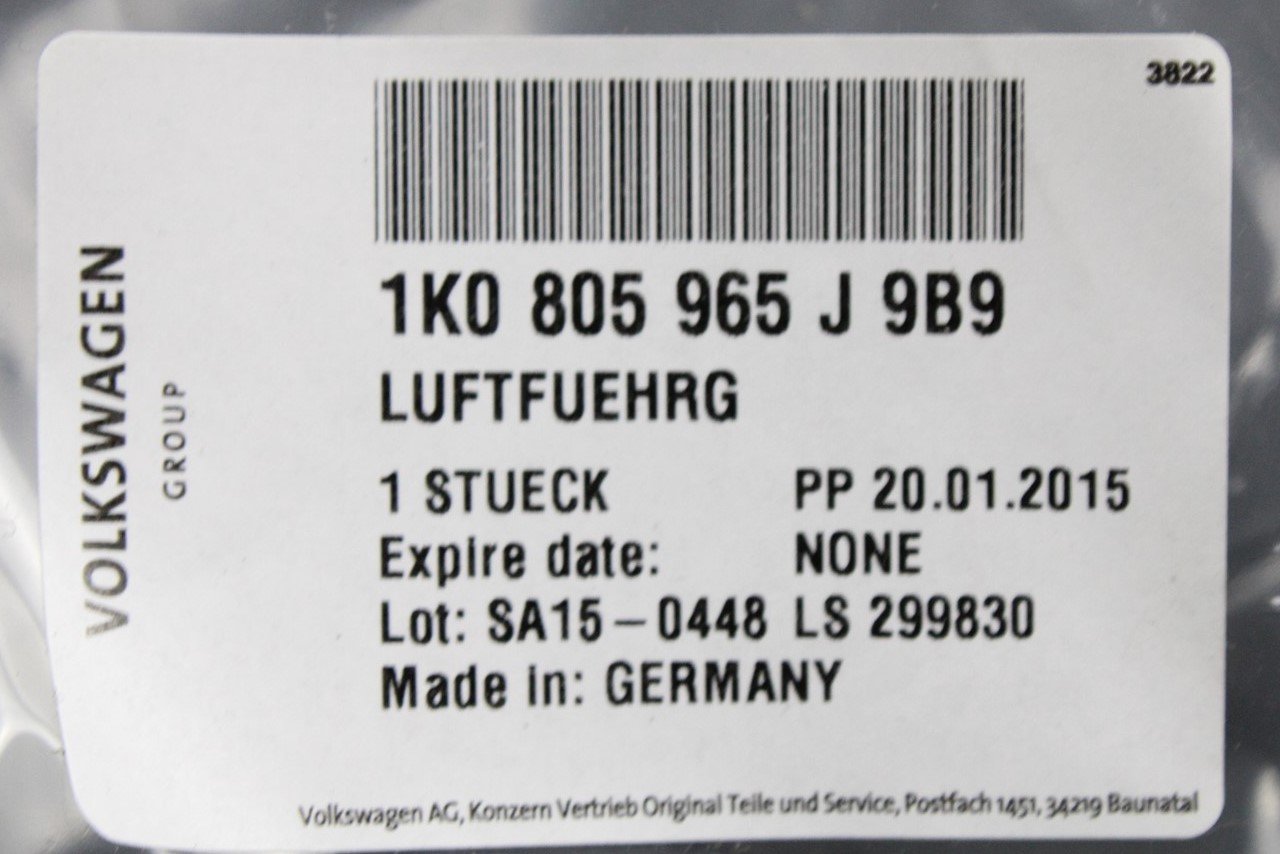 3822
VOLKSWAGEN
GROUP
1K0 805 965 J 9B9
LUFTFUEHRG
1 STUECK PP 20.01.2015
Expire date: NONE
Lot: SA15-0448 LS 299830
Made in: GERMANY
Volkswagen AG, Konzern Vertrieb Original Teile und Service, Postfach 1451, 34219 Baunatal